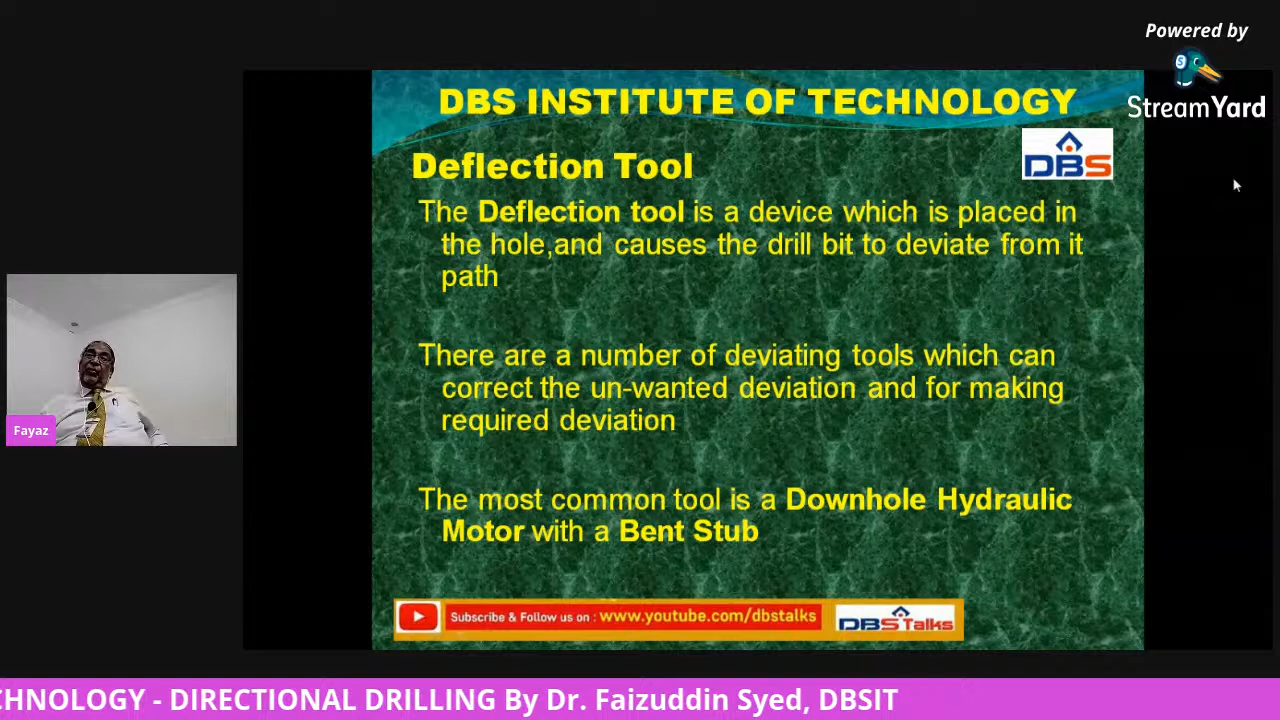 Powered by
StreamYard
DBS INSTITUTE OF TECHNOLOGY
DBS
Deflection Tool
The Deflection tool is a device which is placed in
the hole,and causes the drill bit to deviate from it
path
There are a number of deviating tools which can
correct the un-wanted deviation and for making
required deviation
The most common tool is a Downhole Hydraulic
Motor with a Bent Stub
Fayaz
Subscribe & Follow us on : www.youtube.com/dbstalks
DBS Talks
CHNOLOGY - DIRECTIONAL DRILLING By Dr. Faizuddin Syed, DBSIT